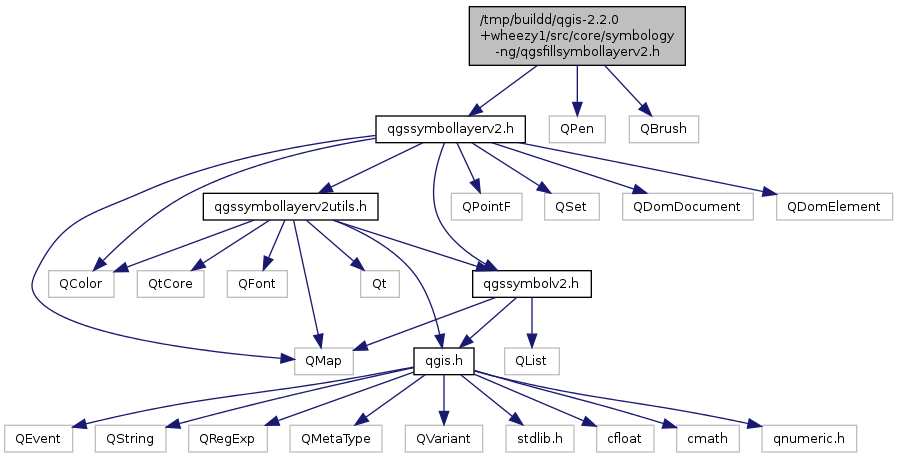 /tmp/buildd/qgis-2.2.0
+wheezy1/src/core/symbology
-ng/qgsfillsymbollayerv2.h
qgssymbollayerv2.h
QPen
QBrush
qgssymbollayerv2utils.h
QPointF
QSet
QDomDocument
QDomElement
QColor
QtCore
QFont
Qt
qgssymbolv2.h
QMap
qgis.h
QList
QEvent
QString
QRegExp
QMetaType
QVariant
stdlib.h
cfloat
cmath
qnumeric.h